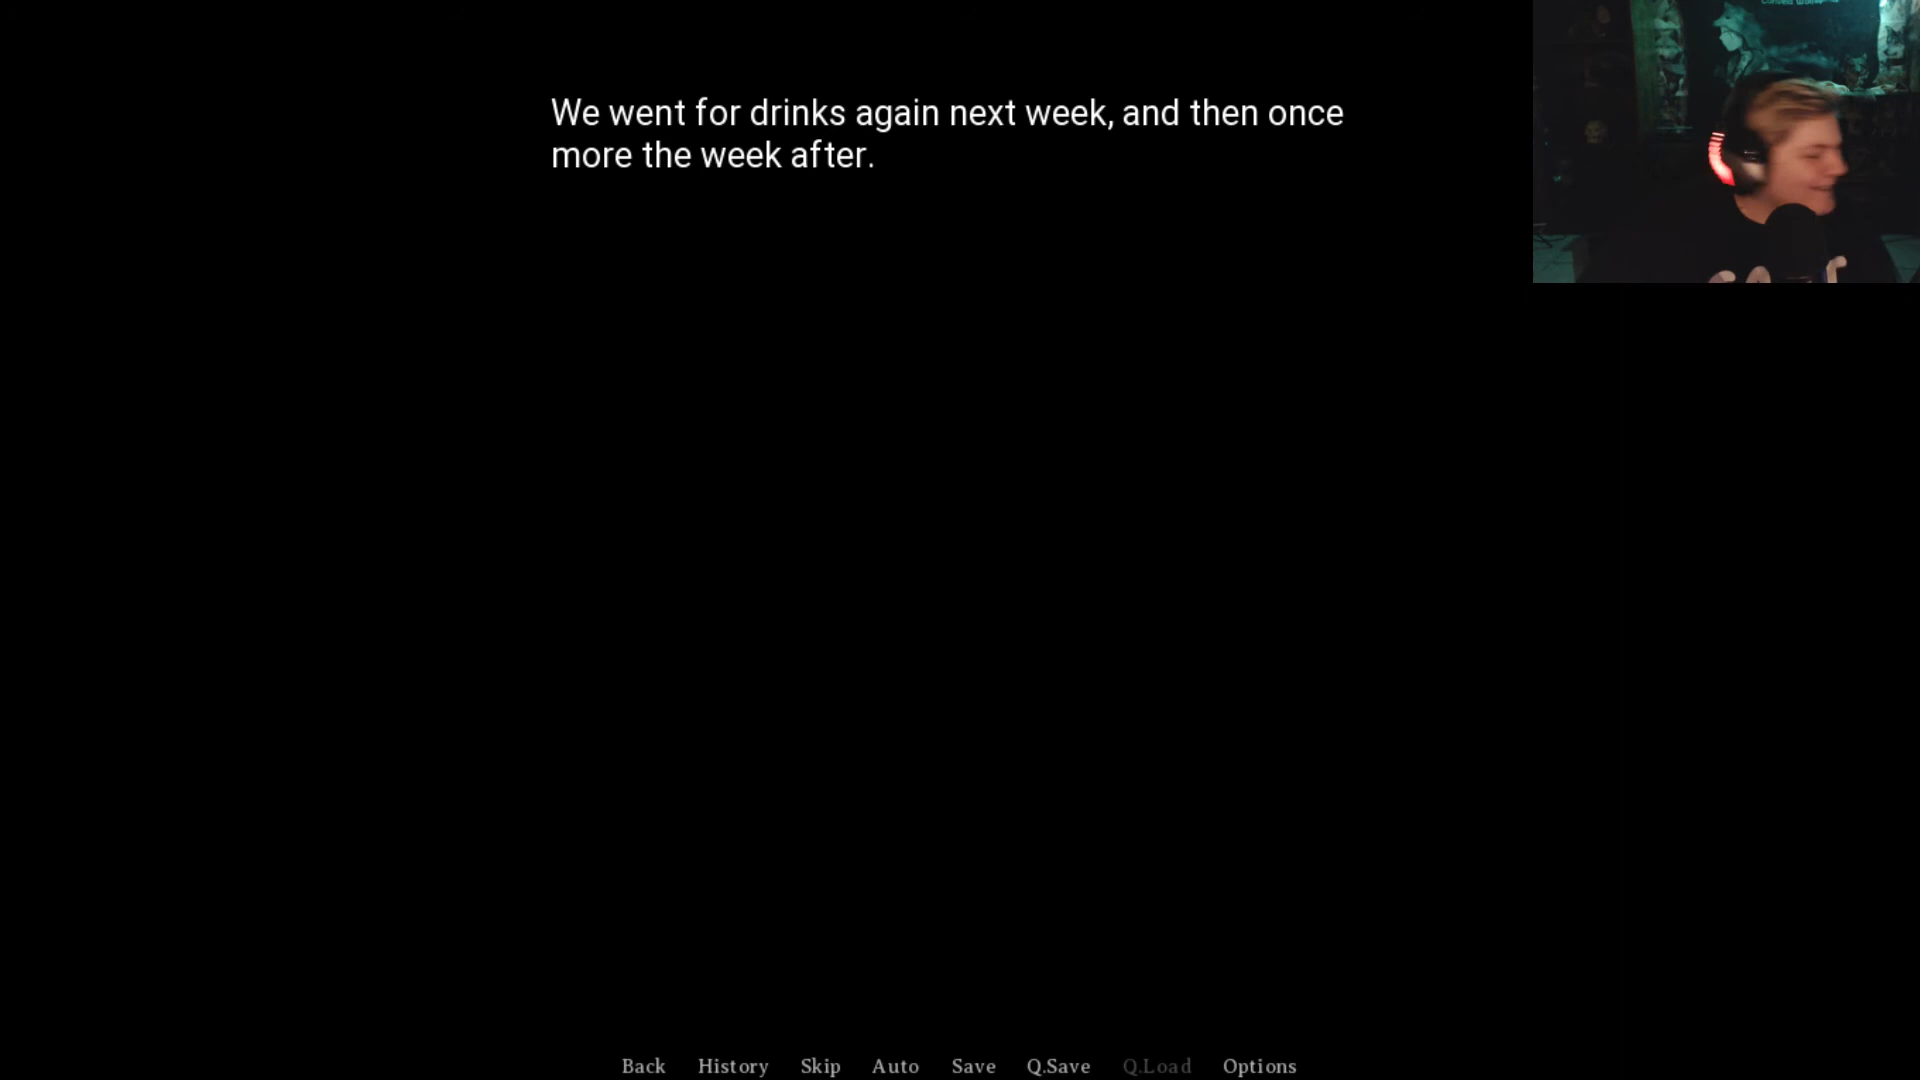 We went for drinks again next week, and then once
more the week after.
Back History Skip Auto Save Q.Save Q.Load Options